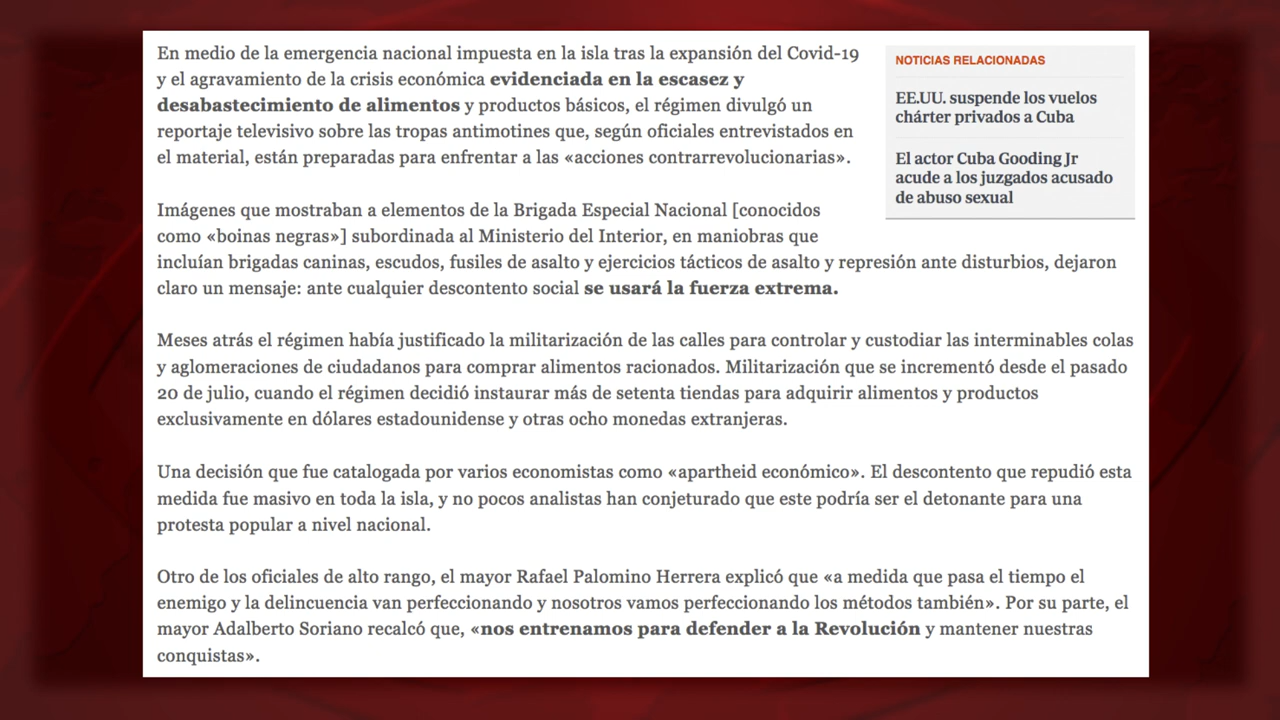 En medio de la emergencia nacional impuesta en la isla tras la expansión del Covid-19
y el agravamiento de la crisis económica evidenciada en la escasez y
desabastecimiento de alimentos y productos básicos, el régimen divulgó un
reportaje televisivo sobre las tropas antimotines que, según oficiales entrevistados en
el material, están preparadas para enfrentar a las «acciones contrarrevolucionarias».
NOTICIAS RELACIONADAS
EE.UU. suspende los vuelos
chárter privados a Cuba
El actor Cuba Gooding Jr
acude a los juzgados acusado
de abuso sexual
Imágenes que mostraban a elementos de la Brigada Especial Nacional [conocidos
como «boinas negras»] subordinada al Ministerio del Interior, en maniobras que
incluían brigadas caninas, escudos, fusiles de asalto y ejercicios tácticos de asalto y represión ante disturbios, dejaron
claro un mensaje: ante cualquier descontento social se usará la fuerza extrema.
Meses atrás el régimen había justificado la militarización de las calles para controlar y custodiar las interminables colas
y aglomeraciones de ciudadanos para comprar alimentos racionados. Militarización que se incrementó desde el pasado
20 de julio, cuando el régimen decidió instaurar más de setenta tiendas para adquirir alimentos y productos
exclusivamente en dólares estadounidense y otras ocho monedas extranjeras.
Una decisión que fue catalogada por varios economistas como «apartheid económico». El descontento que repudió esta
medida fue masivo en toda la isla, y no pocos analistas han conjeturado que este podría ser el detonante para una
protesta popular a nivel nacional.
Otro de los oficiales de alto rango, el mayor Rafael Palomino Herrera explicó que «a medida que pasa el tiempo el
enemigo y la delincuencia van perfeccionando y nosotros vamos perfeccionando los métodos también». Por su parte, el
mayor Adalberto Soriano recalcó que, «nos entrenamos para defender a la Revolución y mantener nuestras
conquistas».